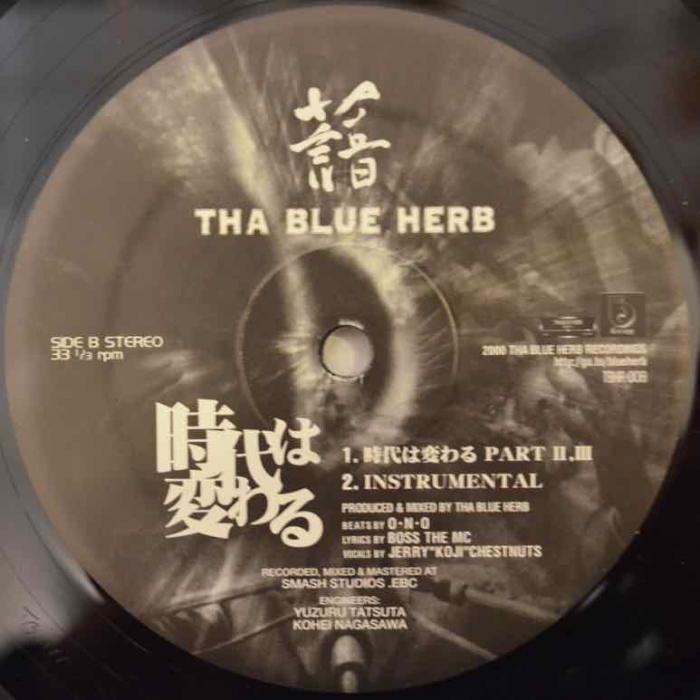 THA BLUE HERB
SIDE B STEREO
33 1/3 rpm
2000 THA BLUE HERB RECORDINGS
時代は
変わる
1. 時代は変わる PART II,III
2. INSTRUMENTAL
PRODUCED & MIXED BY THA BLUE HERB
BEATS BY O·N·O
LYRICS BY BOSS THE MC
VOCALS BY JERRY"KOJI"CHESTNUTS
RECORDED, MIXED & MASTERED AT
SMASH STUDIOS .EBC
ENGINEERS:
YUZURU TATSUTA
KOHEI NAGASAWA